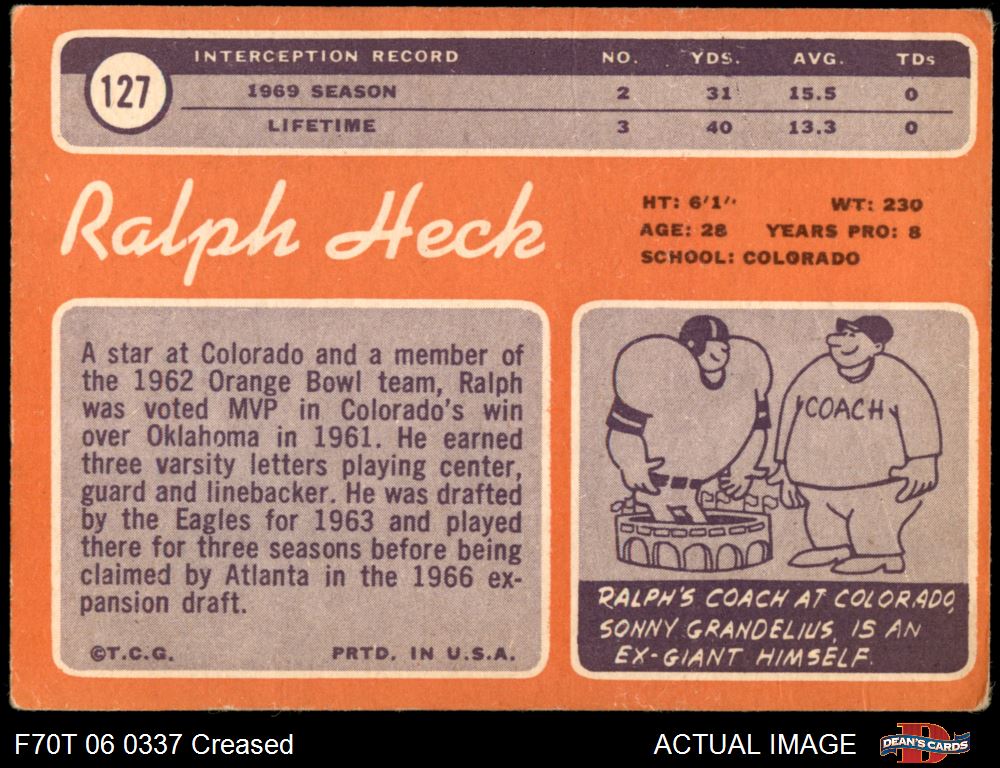 127
INTERCEPTION RECORD NO. YDS. AVG. TDs
1969 SEASON 2 31 15.5 0
LIFETIME 3 40 13.3 0
Ralph Heck
HT: 6'1" WT: 230
AGE: 28 YEARS PRO: 8
SCHOOL: COLORADO
A star at Colorado and a member of
the 1962 Orange Bowl team, Ralph
was voted MVP in Colorado's win
over Oklahoma in 1961. He earned
three varsity letters playing center,
guard and linebacker. He was drafted
by the Eagles for 1963 and played
there for three seasons before being
claimed by Atlanta in the 1966 ex-
pansion draft.
©T.C.G. PRTD. IN U.S.A.
COACH
RALPH'S COACH AT COLORADO,
SONNY GRANDELIUS, IS AN
EX-GIANT HIMSELF.
F70T 06 0337 Creased ACTUAL IMAGE
D
DEAN'S CARDS